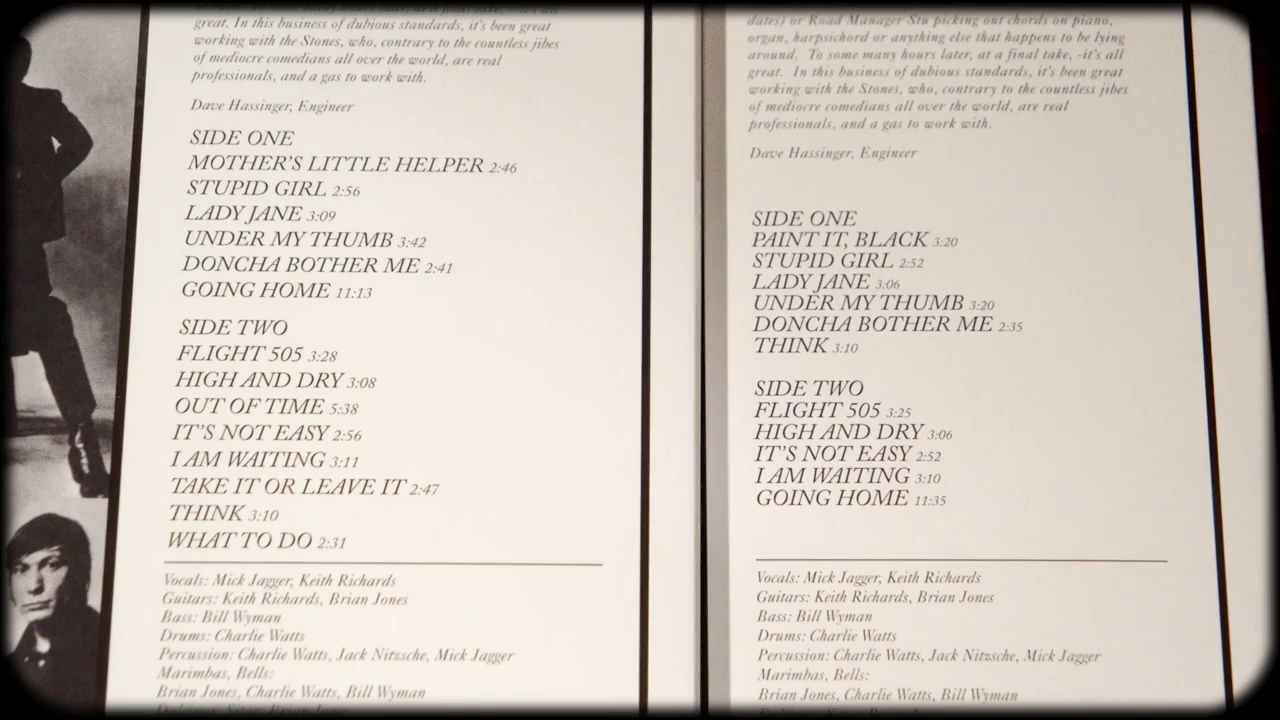 great. In this business of dubious standards, it's been great
working with the Stones, who, contrary to the countless jibes
of mediocre comedians all over the world, are real
professionals, and a gas to work with.
Dave Hassinger, Engineer
SIDE ONE
MOTHER'S LITTLE HELPER 2:46
STUPID GIRL 2:56
LADY JANE 3:09
UNDER MY THUMB 3:42
DONCHA BOTHER ME 2:41
GOING HOME 11:13
SIDE TWO
FLIGHT 505 3:28
HIGH AND DRY 3:08
OUT OF TIME 5:38
IT'S NOT EASY 2:56
I AM WAITING 3:11
TAKE IT OR LEAVE IT 2:47
THINK 3:10
WHAT TO DO 2:31
Vocals: Mick Jagger, Keith Richards
Guitars: Keith Richards, Brian Jones
Bass: Bill Wyman
Drums: Charlie Watts
Percussion: Charlie Watts, Jack Nitzsche, Mick Jagger
Marimbas, Bells:
Brian Jones, Charlie Watts, Bill Wyman
dates) or Road Manager Stu picking out chords on piano,
organ, harpsichord or anything else that happens to be lying
around. To some many hours later, at a final take, -it's all
great. In this business of dubious standards, it's been great
working with the Stones, who, contrary to the countless jibes
of mediocre comedians all over the world, are real
professionals, and a gas to work with.
Dave Hassinger, Engineer
SIDE ONE
PAINT IT, BLACK 3:20
STUPID GIRL 2:52
LADY JANE 3:06
UNDER MY THUMB 3:20
DONCHA BOTHER ME 2:35
THINK 3:10
SIDE TWO
FLIGHT 505 3:25
HIGH AND DRY 3:06
IT'S NOT EASY 2:52
I AM WAITING 3:10
GOING HOME 11:35
Vocals: Mick Jagger, Keith Richards
Guitars: Keith Richards, Brian Jones
Bass: Bill Wyman
Drums: Charlie Watts
Percussion: Charlie Watts, Jack Nitzsche, Mick Jagger
Marimbas, Bells:
Brian Jones, Charlie Watts, Bill Wyman